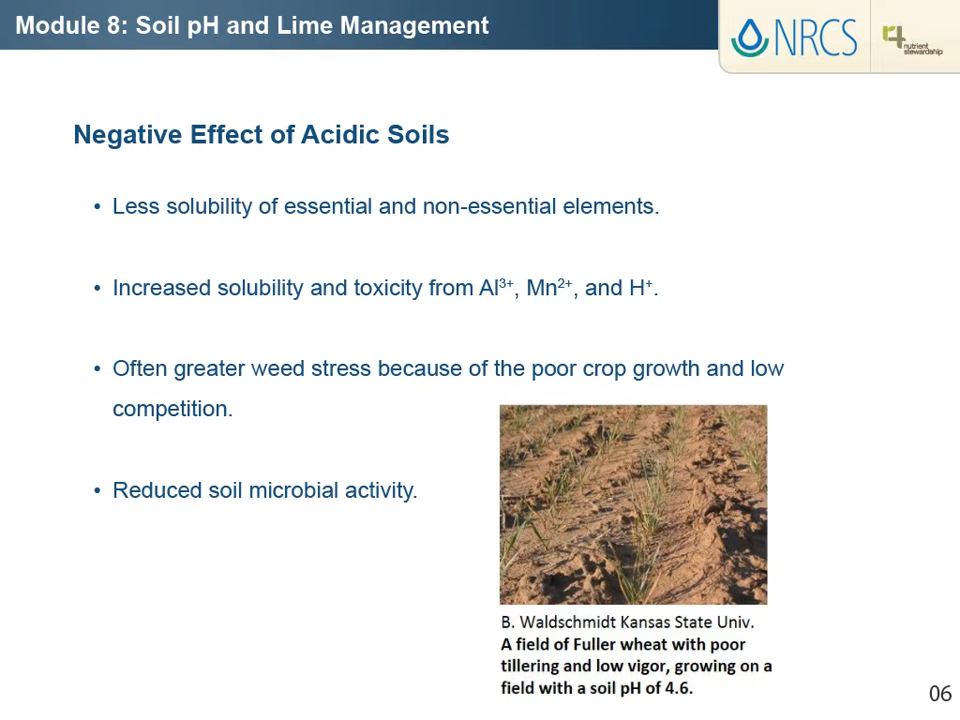 Module 8: Soil pH and Lime Management
NRCS
r4 nutrient
stewardship
Negative Effect of Acidic Soils
• Less solubility of essential and non-essential elements.
• Increased solubility and toxicity from Al³⁺, Mn²⁺, and H⁺.
• Often greater weed stress because of the poor crop growth and low
competition.
• Reduced soil microbial activity.
B. Waldschmidt Kansas State Univ.
A field of Fuller wheat with poor
tillering and low vigor, growing on a
field with a soil pH of 4.6.
06